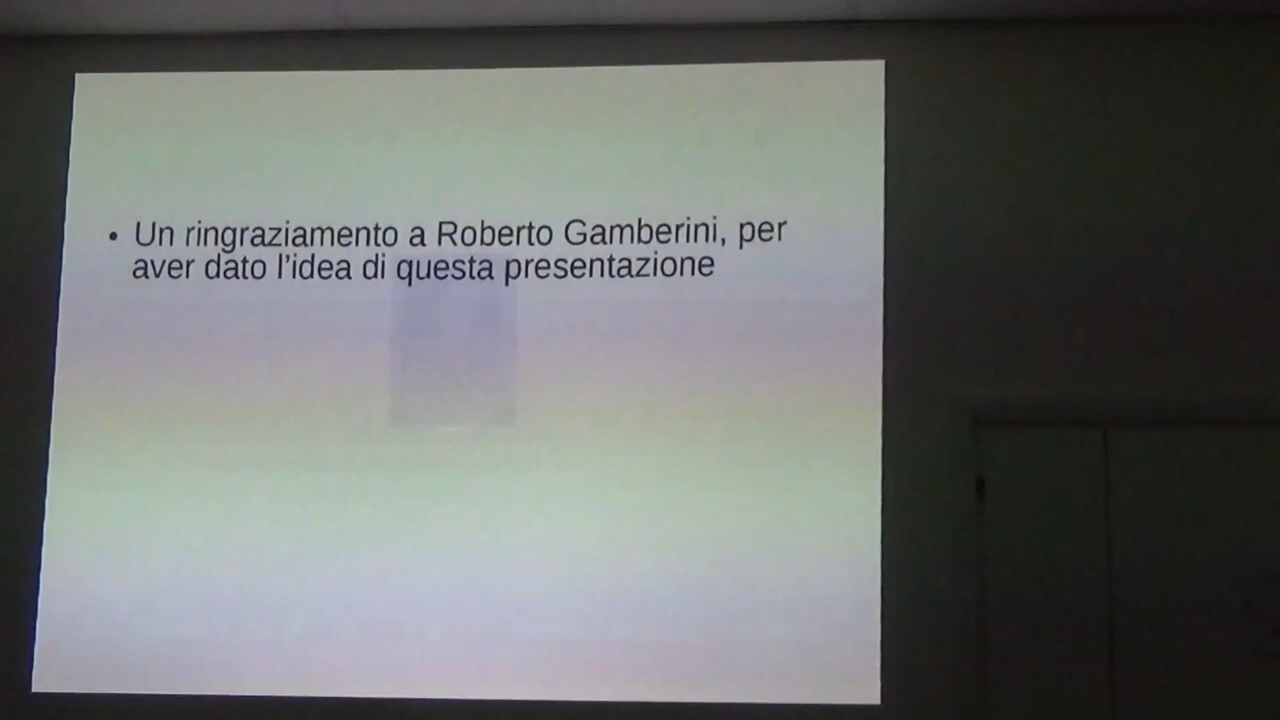 • Un ringraziamento a Roberto Gamberini, per
aver dato l’idea di questa presentazione